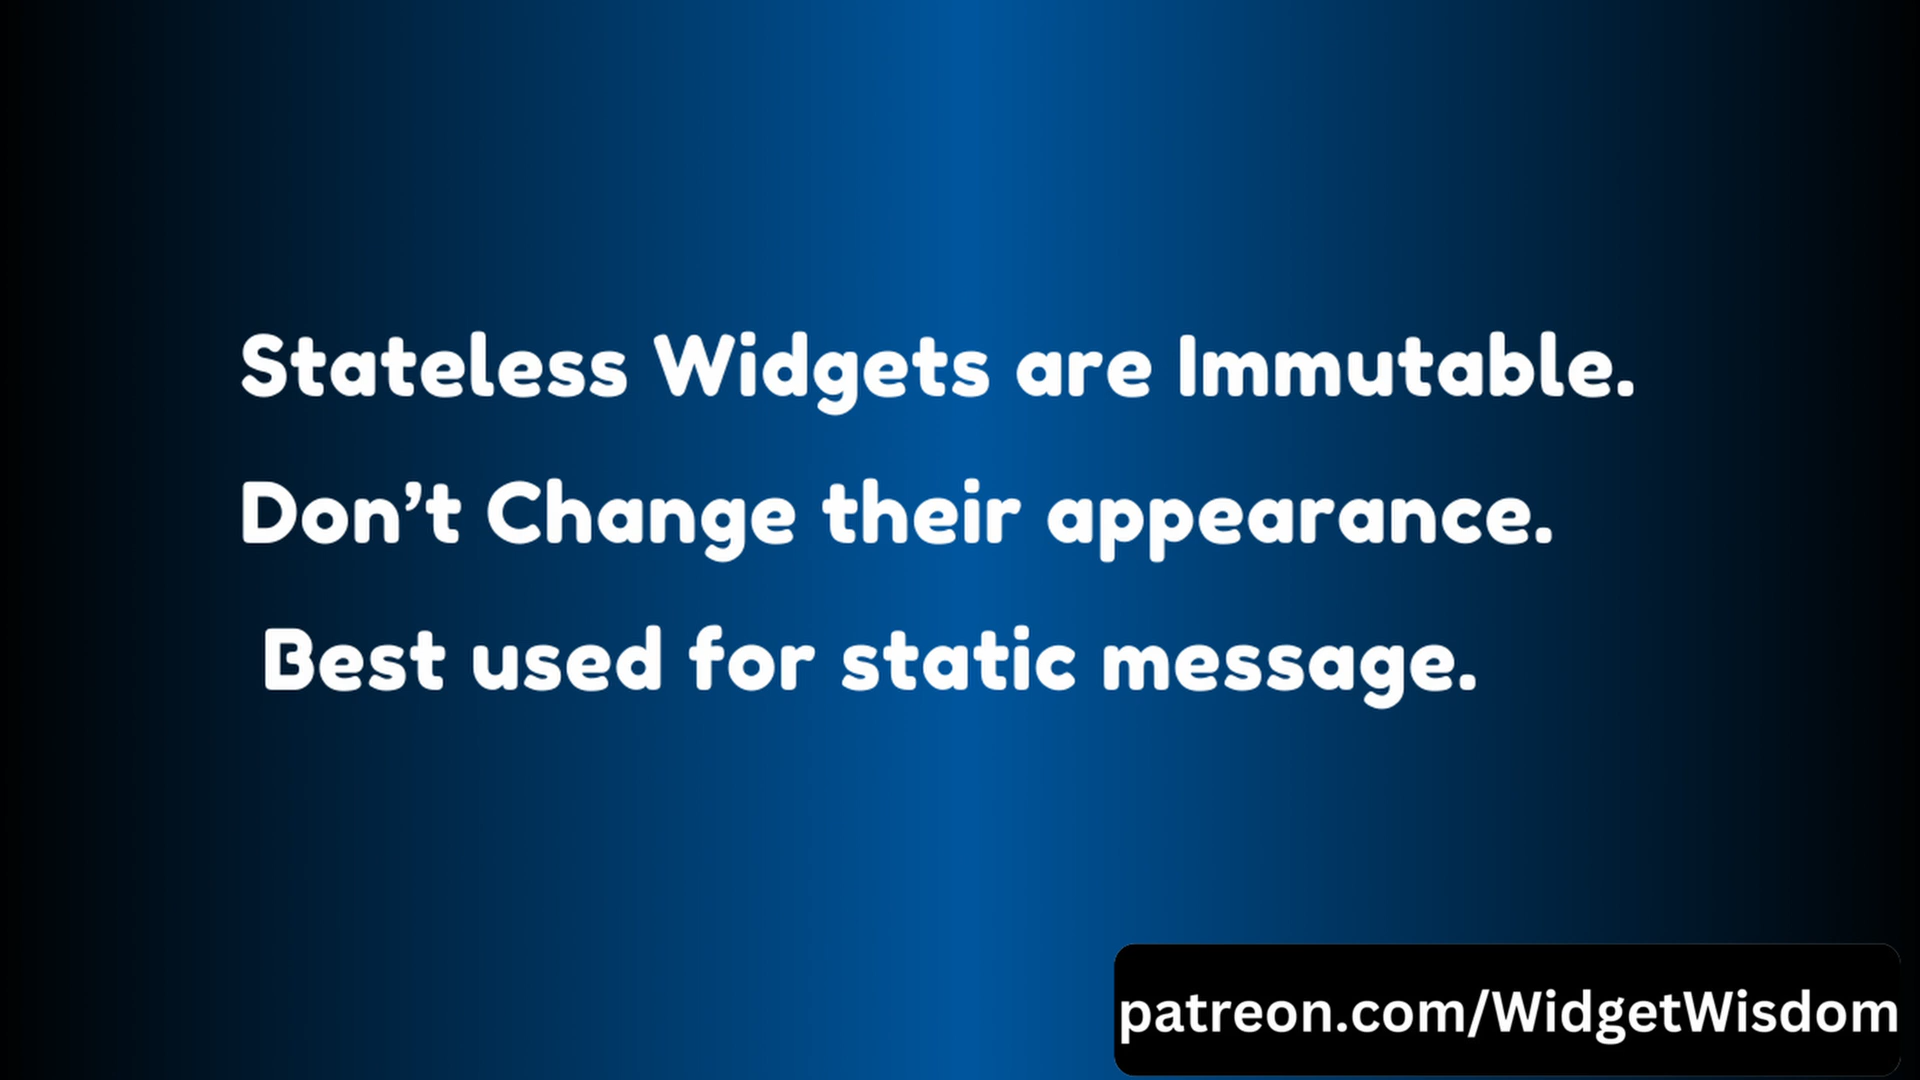 Stateless Widgets are Immutable.
Don’t Change their appearance.
Best used for static message.
patreon.com/WidgetWisdom